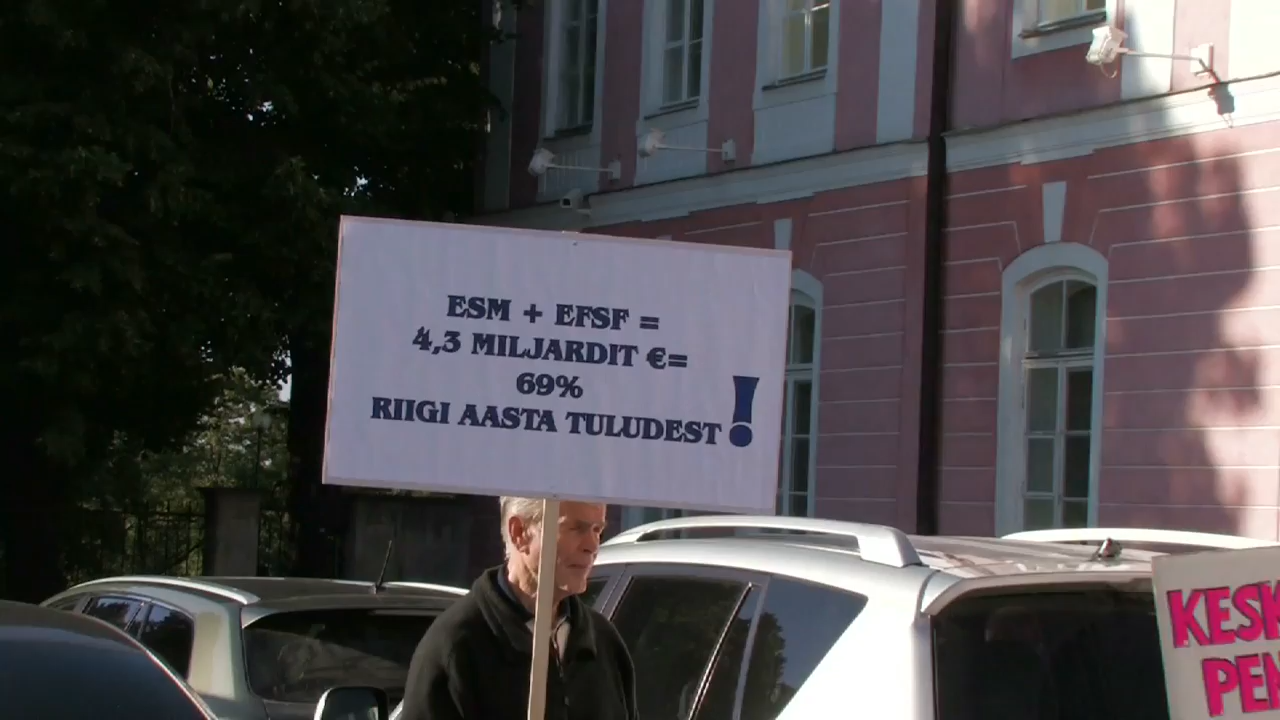 ESM + EFSF =
4,3 MILJARDIT €=
69%
RIIGI AASTA TULUDEST!